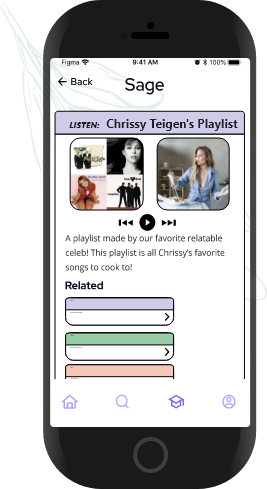 Figma 9:41 AM 100%
← Back
Sage
LISTEN: Chrissy Teigen's Playlist
A playlist made by our favorite relatable
celeb! This playlist is all Chrissy's favorite
songs to cook to!
Related